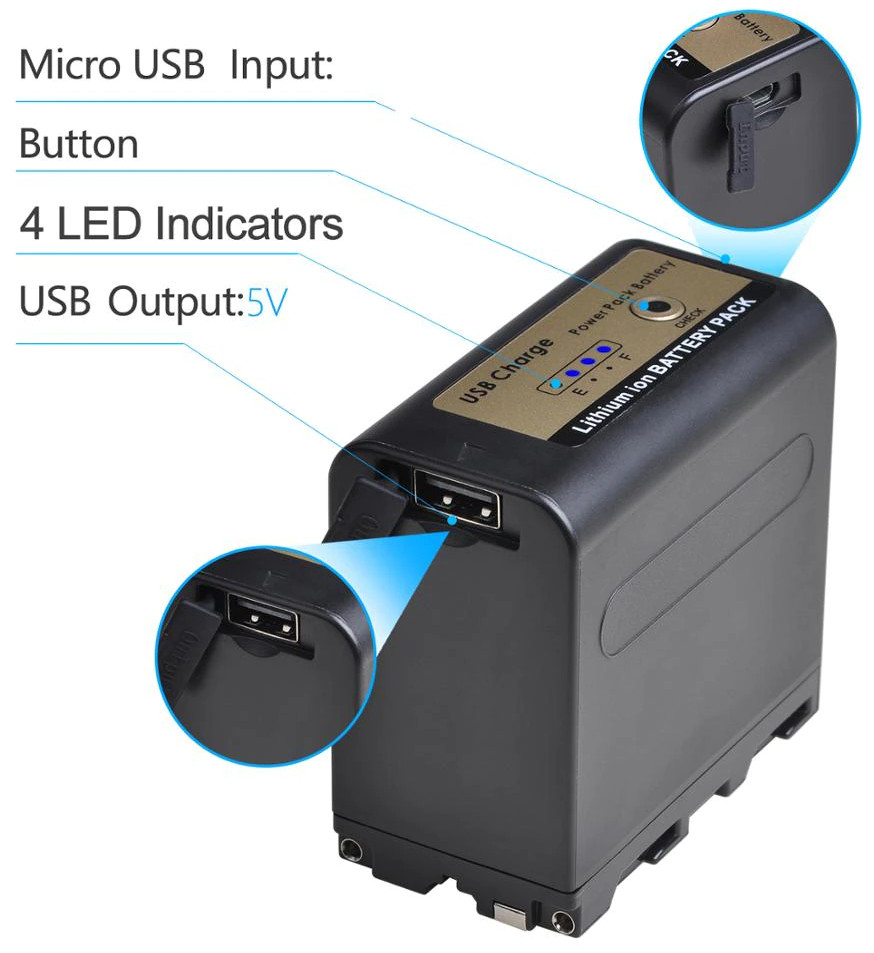 Micro USB Input:
Button
4 LED Indicators
USB Output:5V
Battery
CK
USB Charge
Power Pack Battery
E
F
CHECK
Lithium ion BATTERY PACK